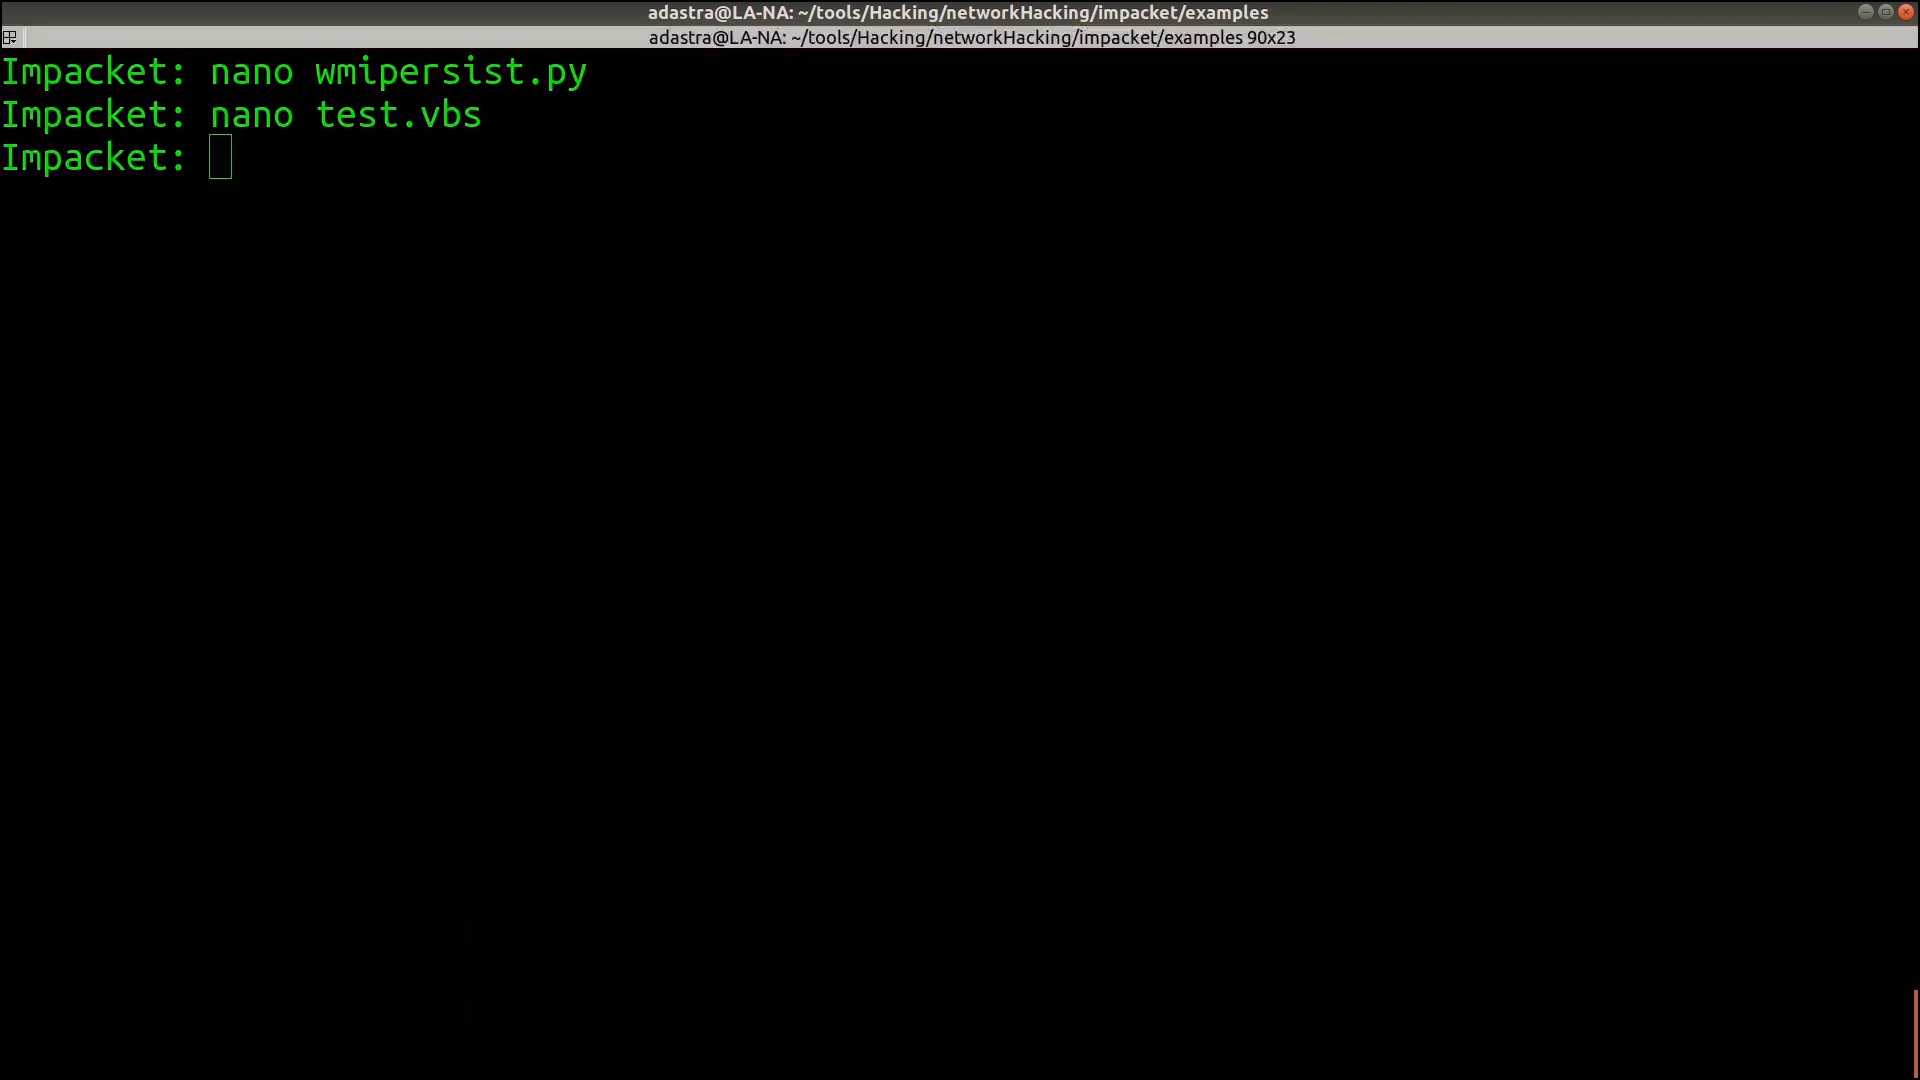 adastra@LA-NA: ~/tools/Hacking/networkHacking/impacket/examples
adastra@LA-NA: ~/tools/Hacking/networkHacking/impacket/examples 90x23
Impacket: nano wmipersist.py
Impacket: nano test.vbs
Impacket: